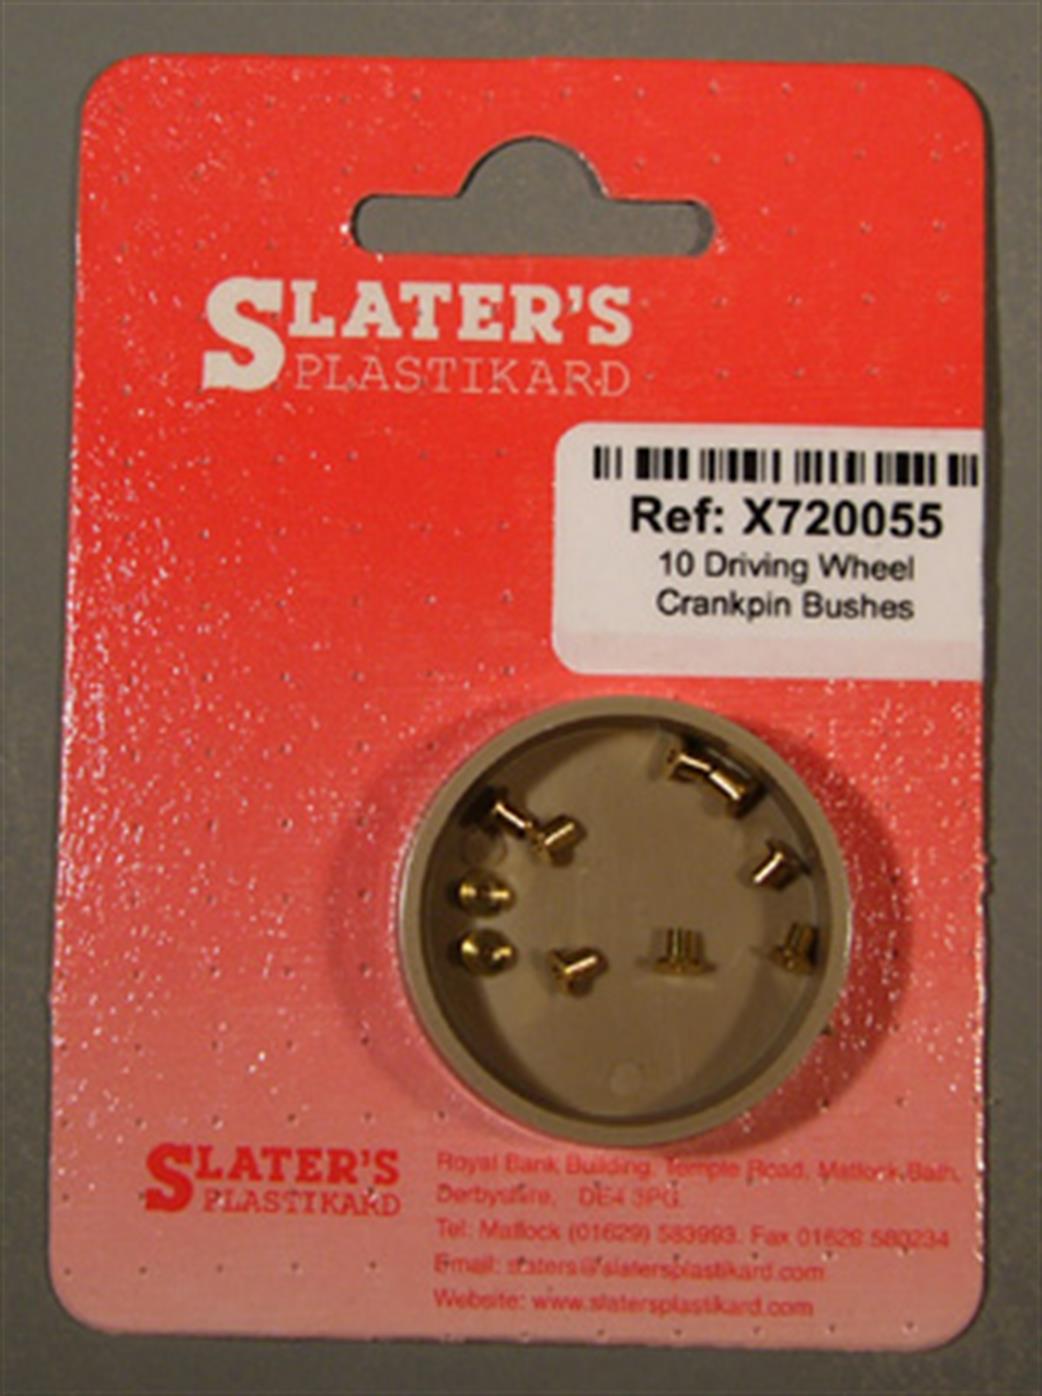 SLATER'S
PLASTIKARD
Ref: X720055
10 Driving Wheel
Crankpin Bushes
SLATER'S
PLASTIKARD
Royal Bank Building, Temple Road, Matlock Bath,
Derbyshire, DE4 3PG.
Tel: Matlock (01629) 583993. Fax 01629 580234
Email: slaters@slatersplastikard.com
Website: www.slatersplastikard.com